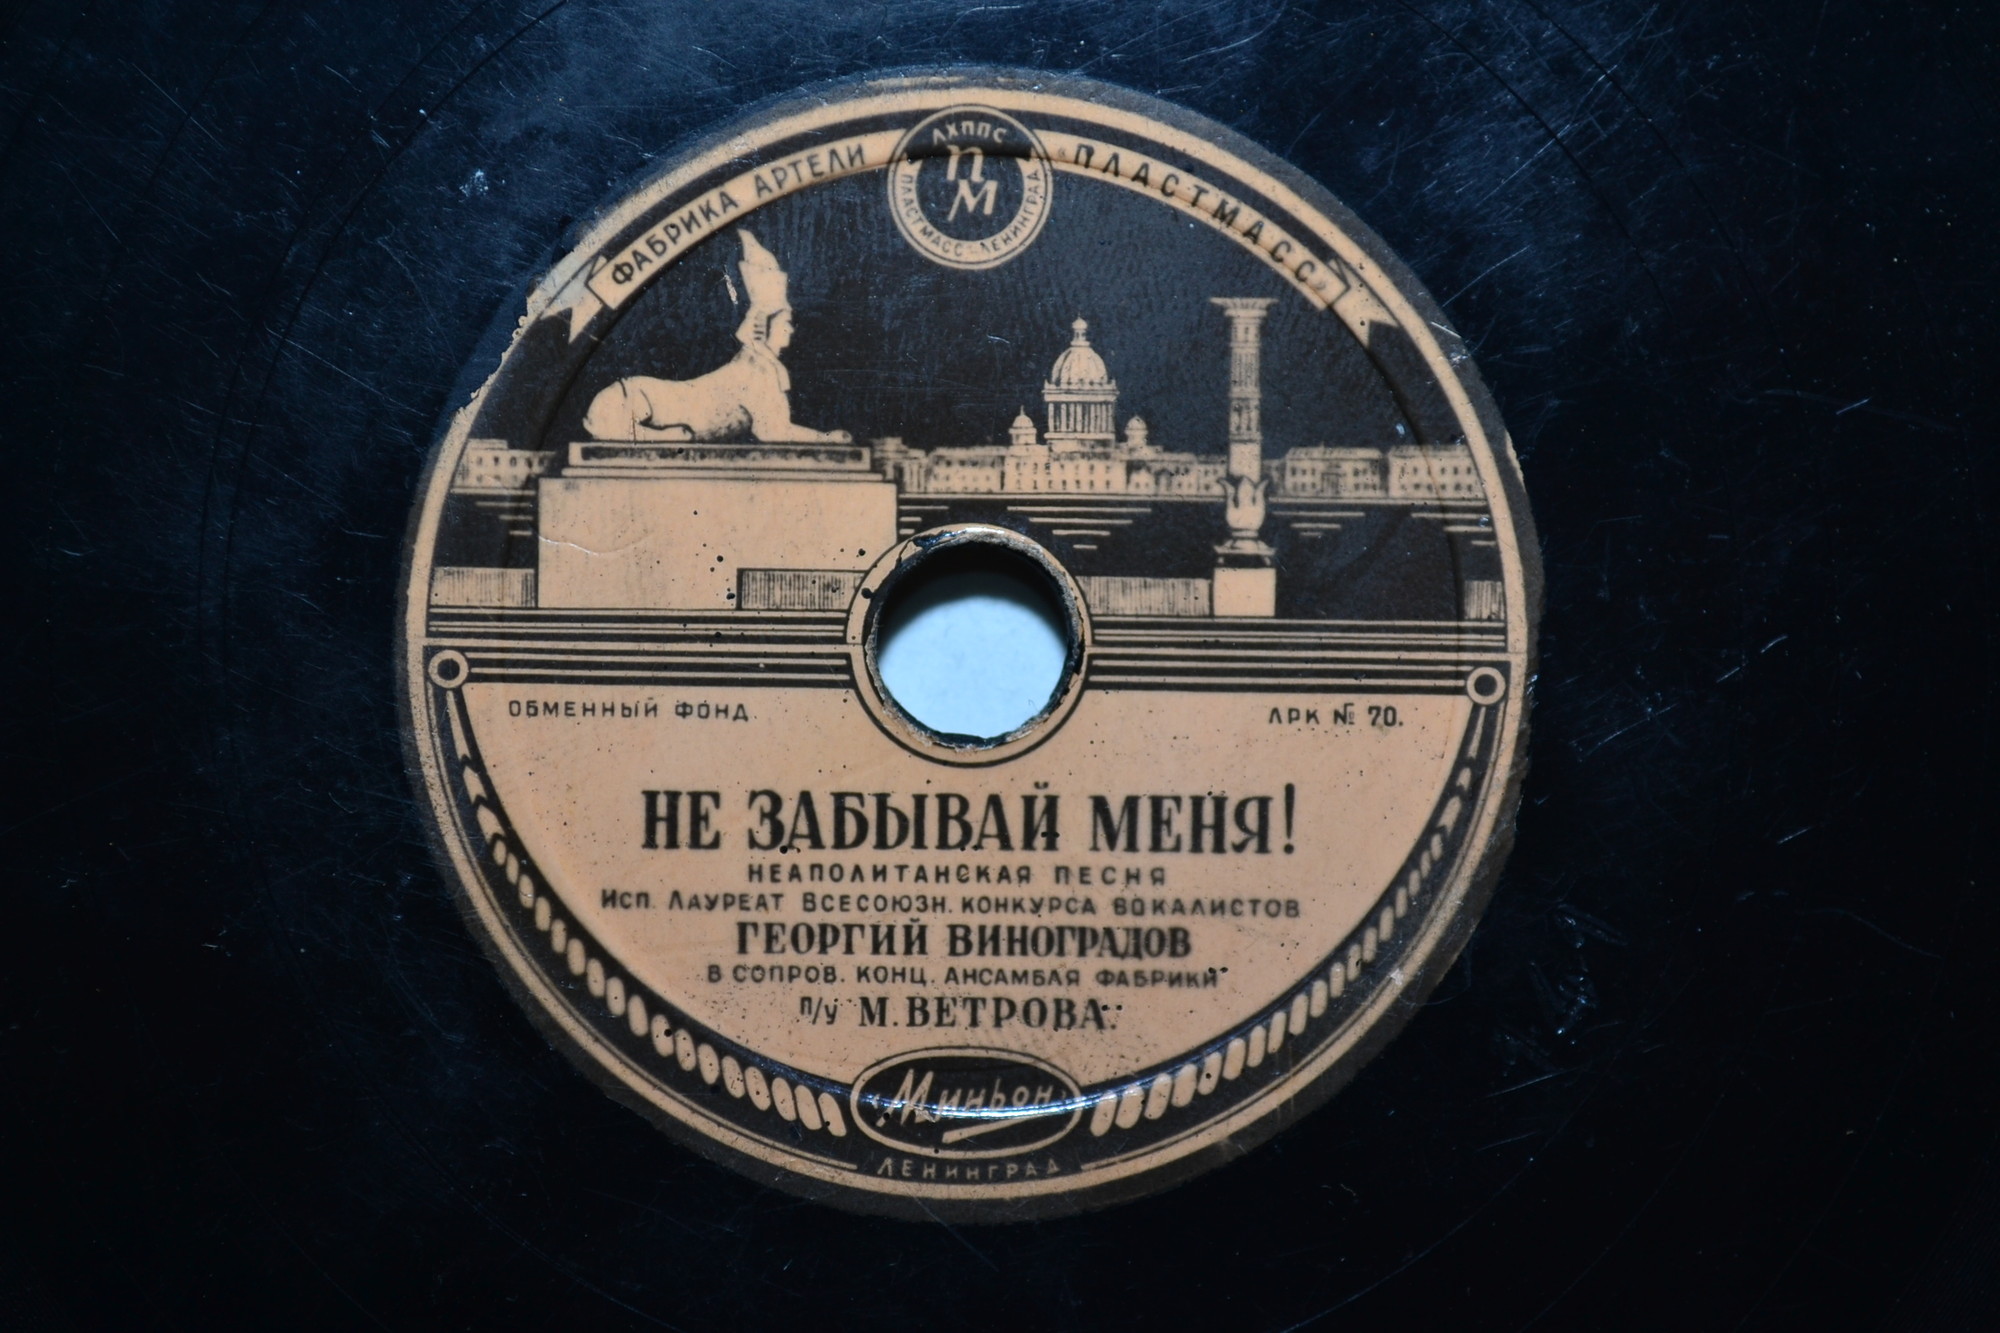 ФАБРИКА АРТЕЛИ «ПЛАСТМАСС»
ЛХППС
ПМ
ПЛАСТМАСС-ЛЕНИНГРАД
ОБМЕННЫЙ ФОНД
ЛРК № 70.
НЕ ЗАБЫВАЙ МЕНЯ!
НЕАПОЛИТАНСКАЯ ПЕСНЯ
Исп. Лауреат Всесоюзн. конкурса вокалистов
ГЕОРГИЙ ВИНОГРАДОВ
В СОПРОВ. КОНЦ. АНСАМБЛЯ ФАБРИКИ
п/у М. ВЕТРОВА.
«Миньон»
ЛЕНИНГРАД